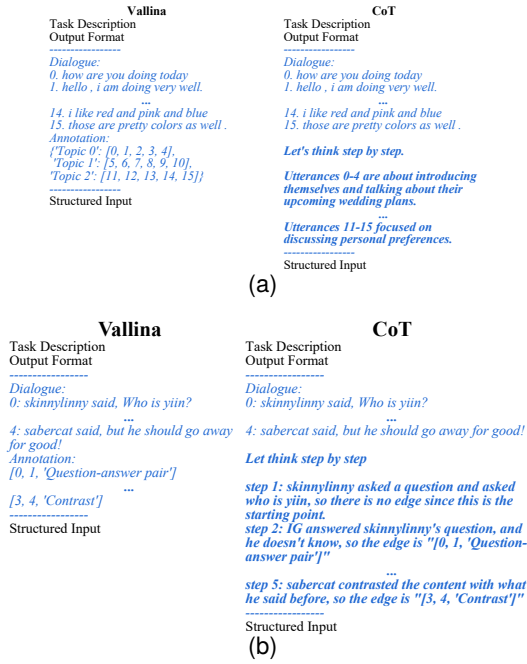 Vallina
Task Description
Output Format
-----------------
Dialogue:
0. how are you doing today
1. hello , i am doing very well.
...
14. i like red and pink and blue
15. those are pretty colors as well .
Annotation:
{'Topic 0': [0, 1, 2, 3, 4],
'Topic 1': [5, 6, 7, 8, 9, 10],
'Topic 2': [11, 12, 13, 14, 15]}
-----------------
Structured Input
CoT
Task Description
Output Format
-----------------
Dialogue:
0. how are you doing today
1. hello , i am doing very well.
...
14. i like red and pink and blue
15. those are pretty colors as well .
Let's think step by step.
Utterances 0-4 are about introducing
themselves and talking about their
upcoming wedding plans.
...
Utterances 11-15 focused on
discussing personal preferences.
-----------------
Structured Input
(a)
Vallina
Task Description
Output Format
-----------------
Dialogue:
0: skinnylinny said, Who is yiin?
...
4: sabercat said, but he should go away
for good!
Annotation:
[0, 1, 'Question-answer pair']
...
[3, 4, 'Contrast']
-----------------
Structured Input
CoT
Task Description
Output Format
-----------------
Dialogue:
0: skinnylinny said, Who is yiin?
...
4: sabercat said, but he should go away for good!
Let think step by step
step 1: skinnylinny asked a question and asked
who is yiin, so there is no edge since this is the
starting point.
step 2: IG answered skinnylinny's question, and
he doesn't know, so the edge is "[0, 1, 'Question-
answer pair']"
...
step 5: sabercat contrasted the content with what
he said before, so the edge is "[3, 4, 'Contrast']"
-----------------
Structured Input
(b)